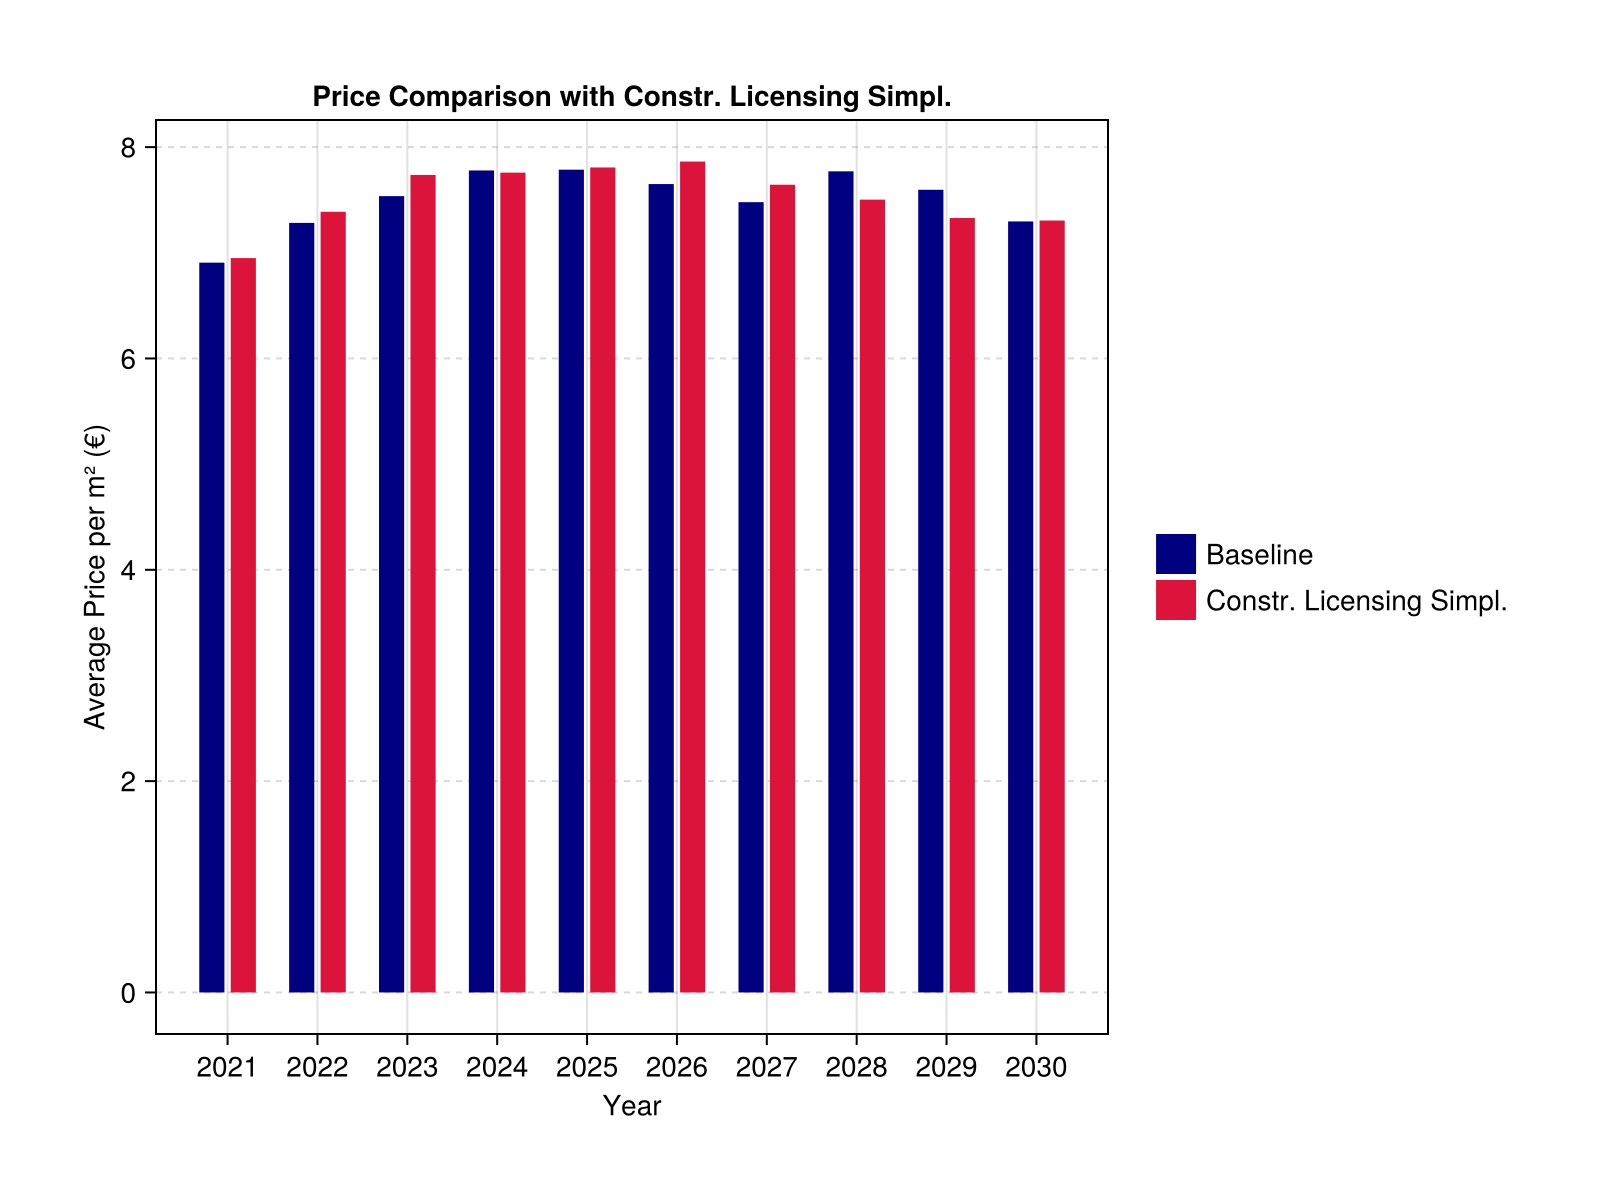 Price Comparison with Constr. Licensing Simpl.
8
6
4
2
0
Average Price per m² (€)
2021 2022 2023 2024 2025 2026 2027 2028 2029 2030
Year
Baseline
Constr. Licensing Simpl.